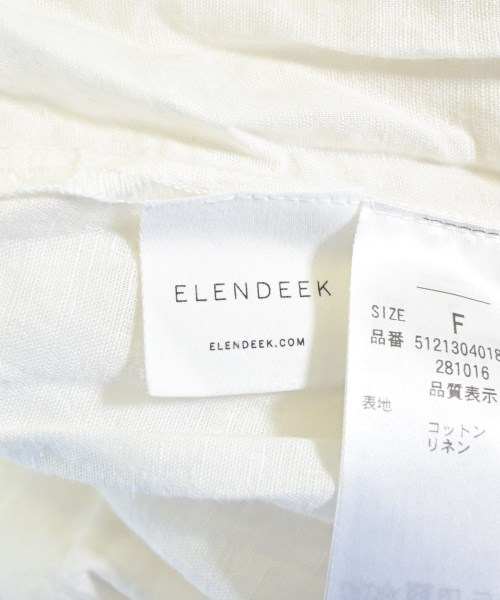 ELENDEEK
ELENDEEK.COM
SIZE F
品番 5121304018
281016
品質表示
表地
コットン
リネン